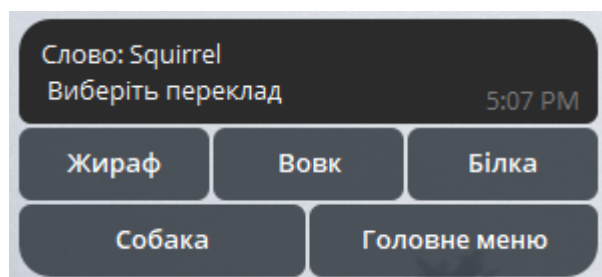 Слово: Squirrel
Виберіть переклад
5:07 PM
Жираф Вовк Білка
Собака Головне меню